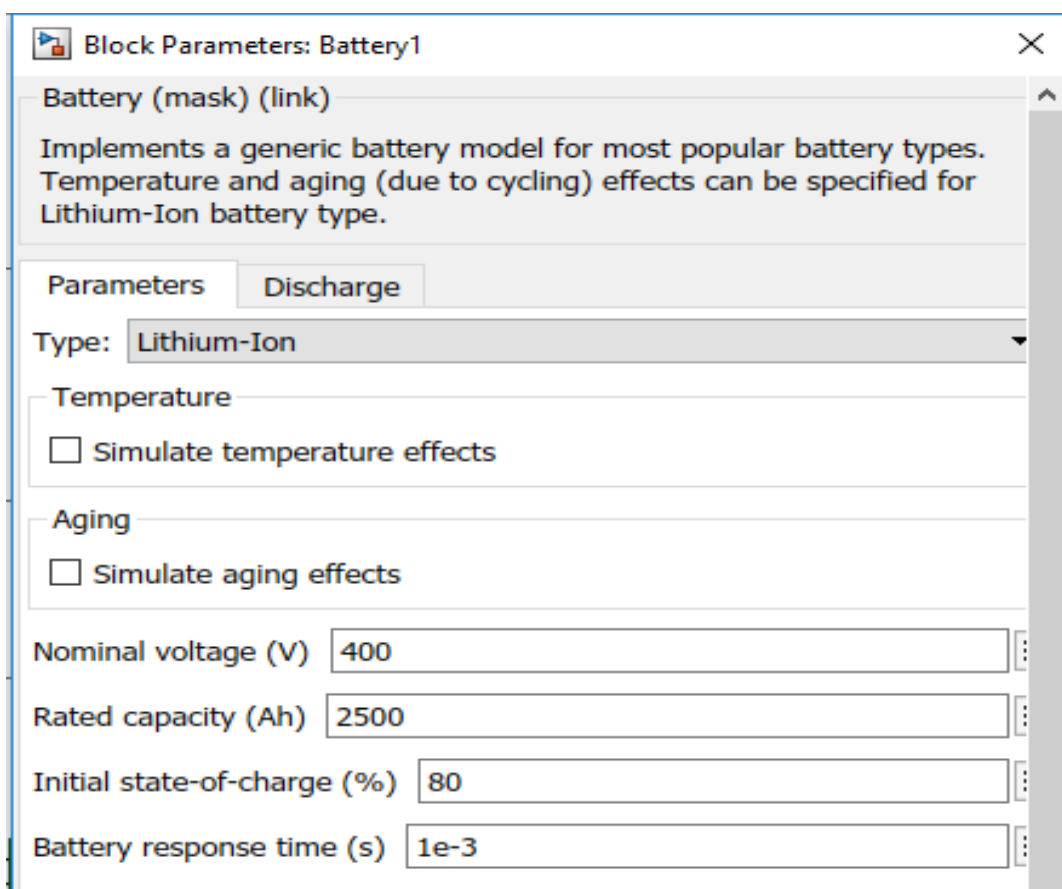 Block Parameters: Battery1
Battery (mask) (link)
Implements a generic battery model for most popular battery types.
Temperature and aging (due to cycling) effects can be specified for
Lithium-Ion battery type.
Parameters Discharge
Type: Lithium-Ion
Temperature
Simulate temperature effects
Aging
Simulate aging effects
Nominal voltage (V) 400
Rated capacity (Ah) 2500
Initial state-of-charge (%) 80
Battery response time (s) 1e-3